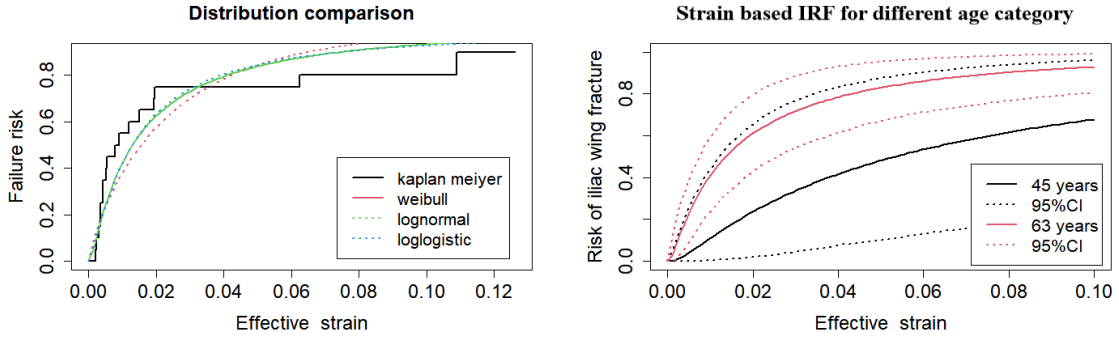 Distribution comparison
Failure risk
0.0 0.2 0.4 0.6 0.8
kaplan meiyer
weibull
lognormal
loglogistic
0.00 0.02 0.04 0.06 0.08 0.10 0.12
Effective strain
Strain based IRF for different age category
Risk of iliac wing fracture
0.0 0.4 0.8
45 years
95%CI
63 years
95%CI
0.00 0.02 0.04 0.06 0.08 0.10
Effective strain